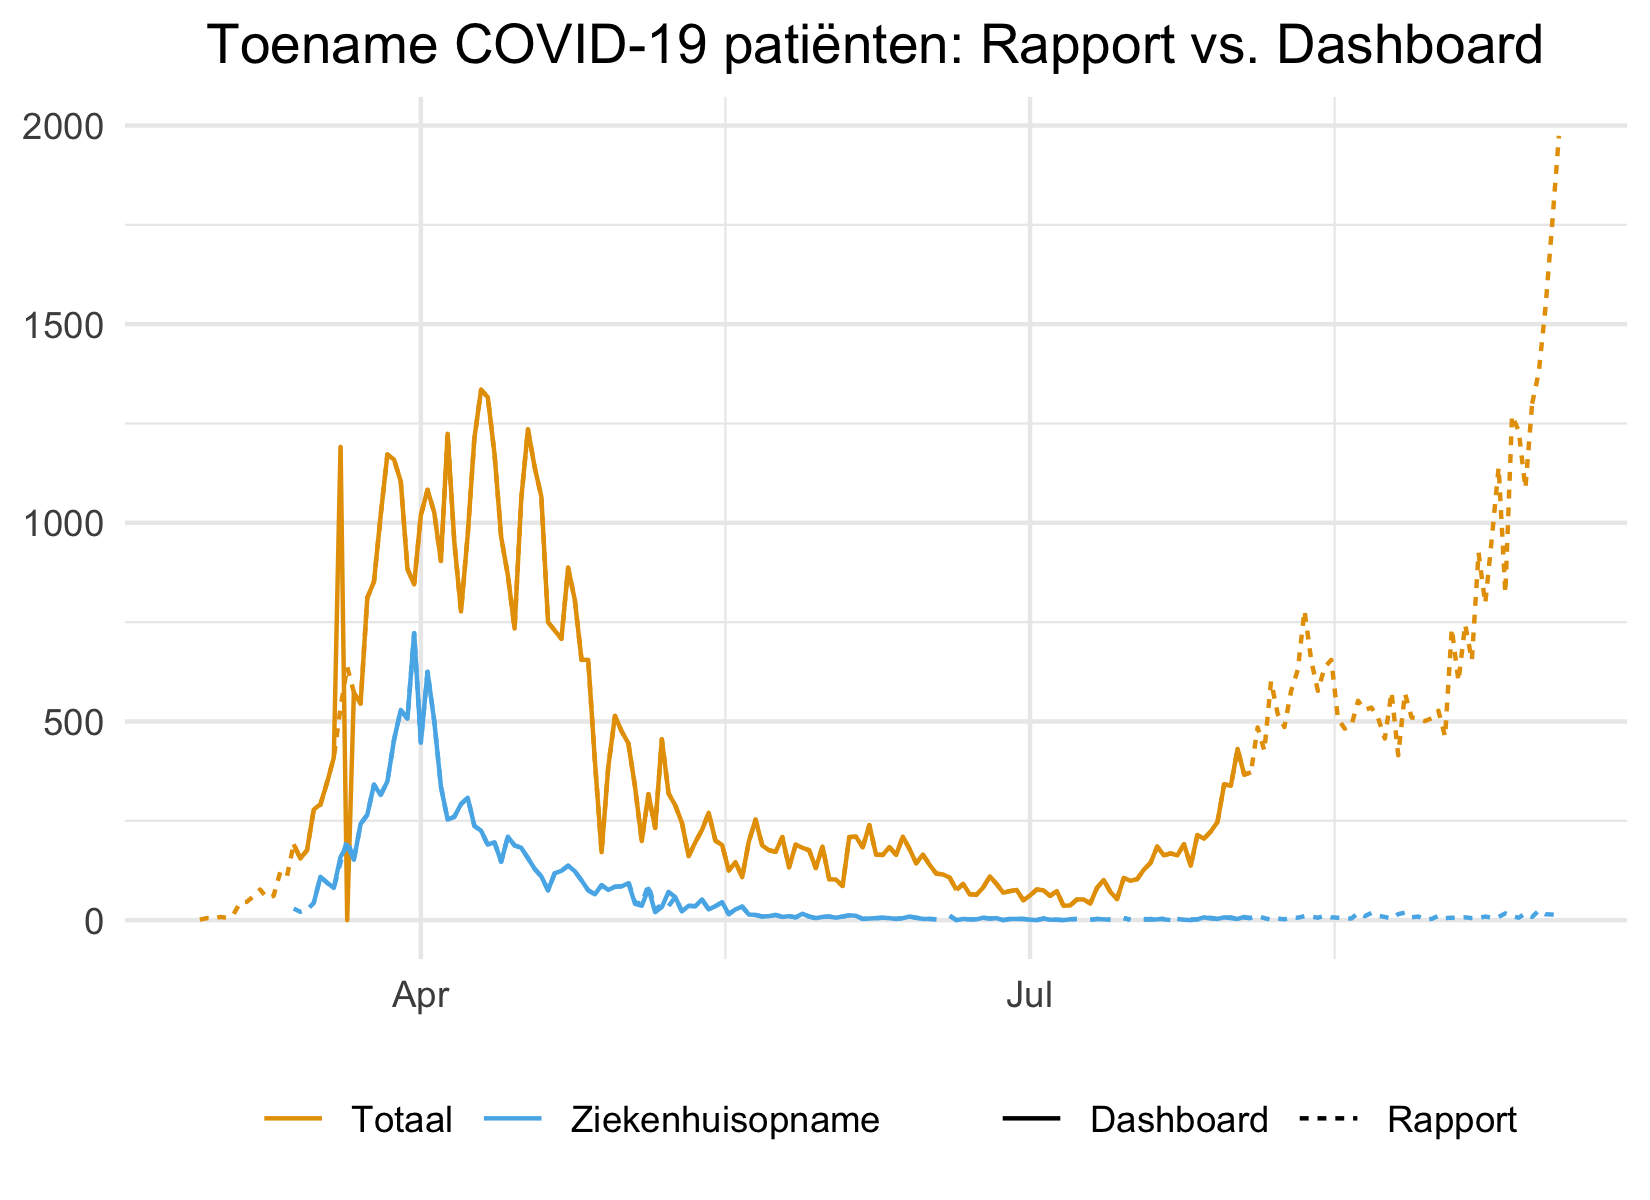 Toename COVID-19 patiënten: Rapport vs. Dashboard
2000
1500
1000
500
0
Apr Jul
Totaal Ziekenhuisopname Dashboard Rapport